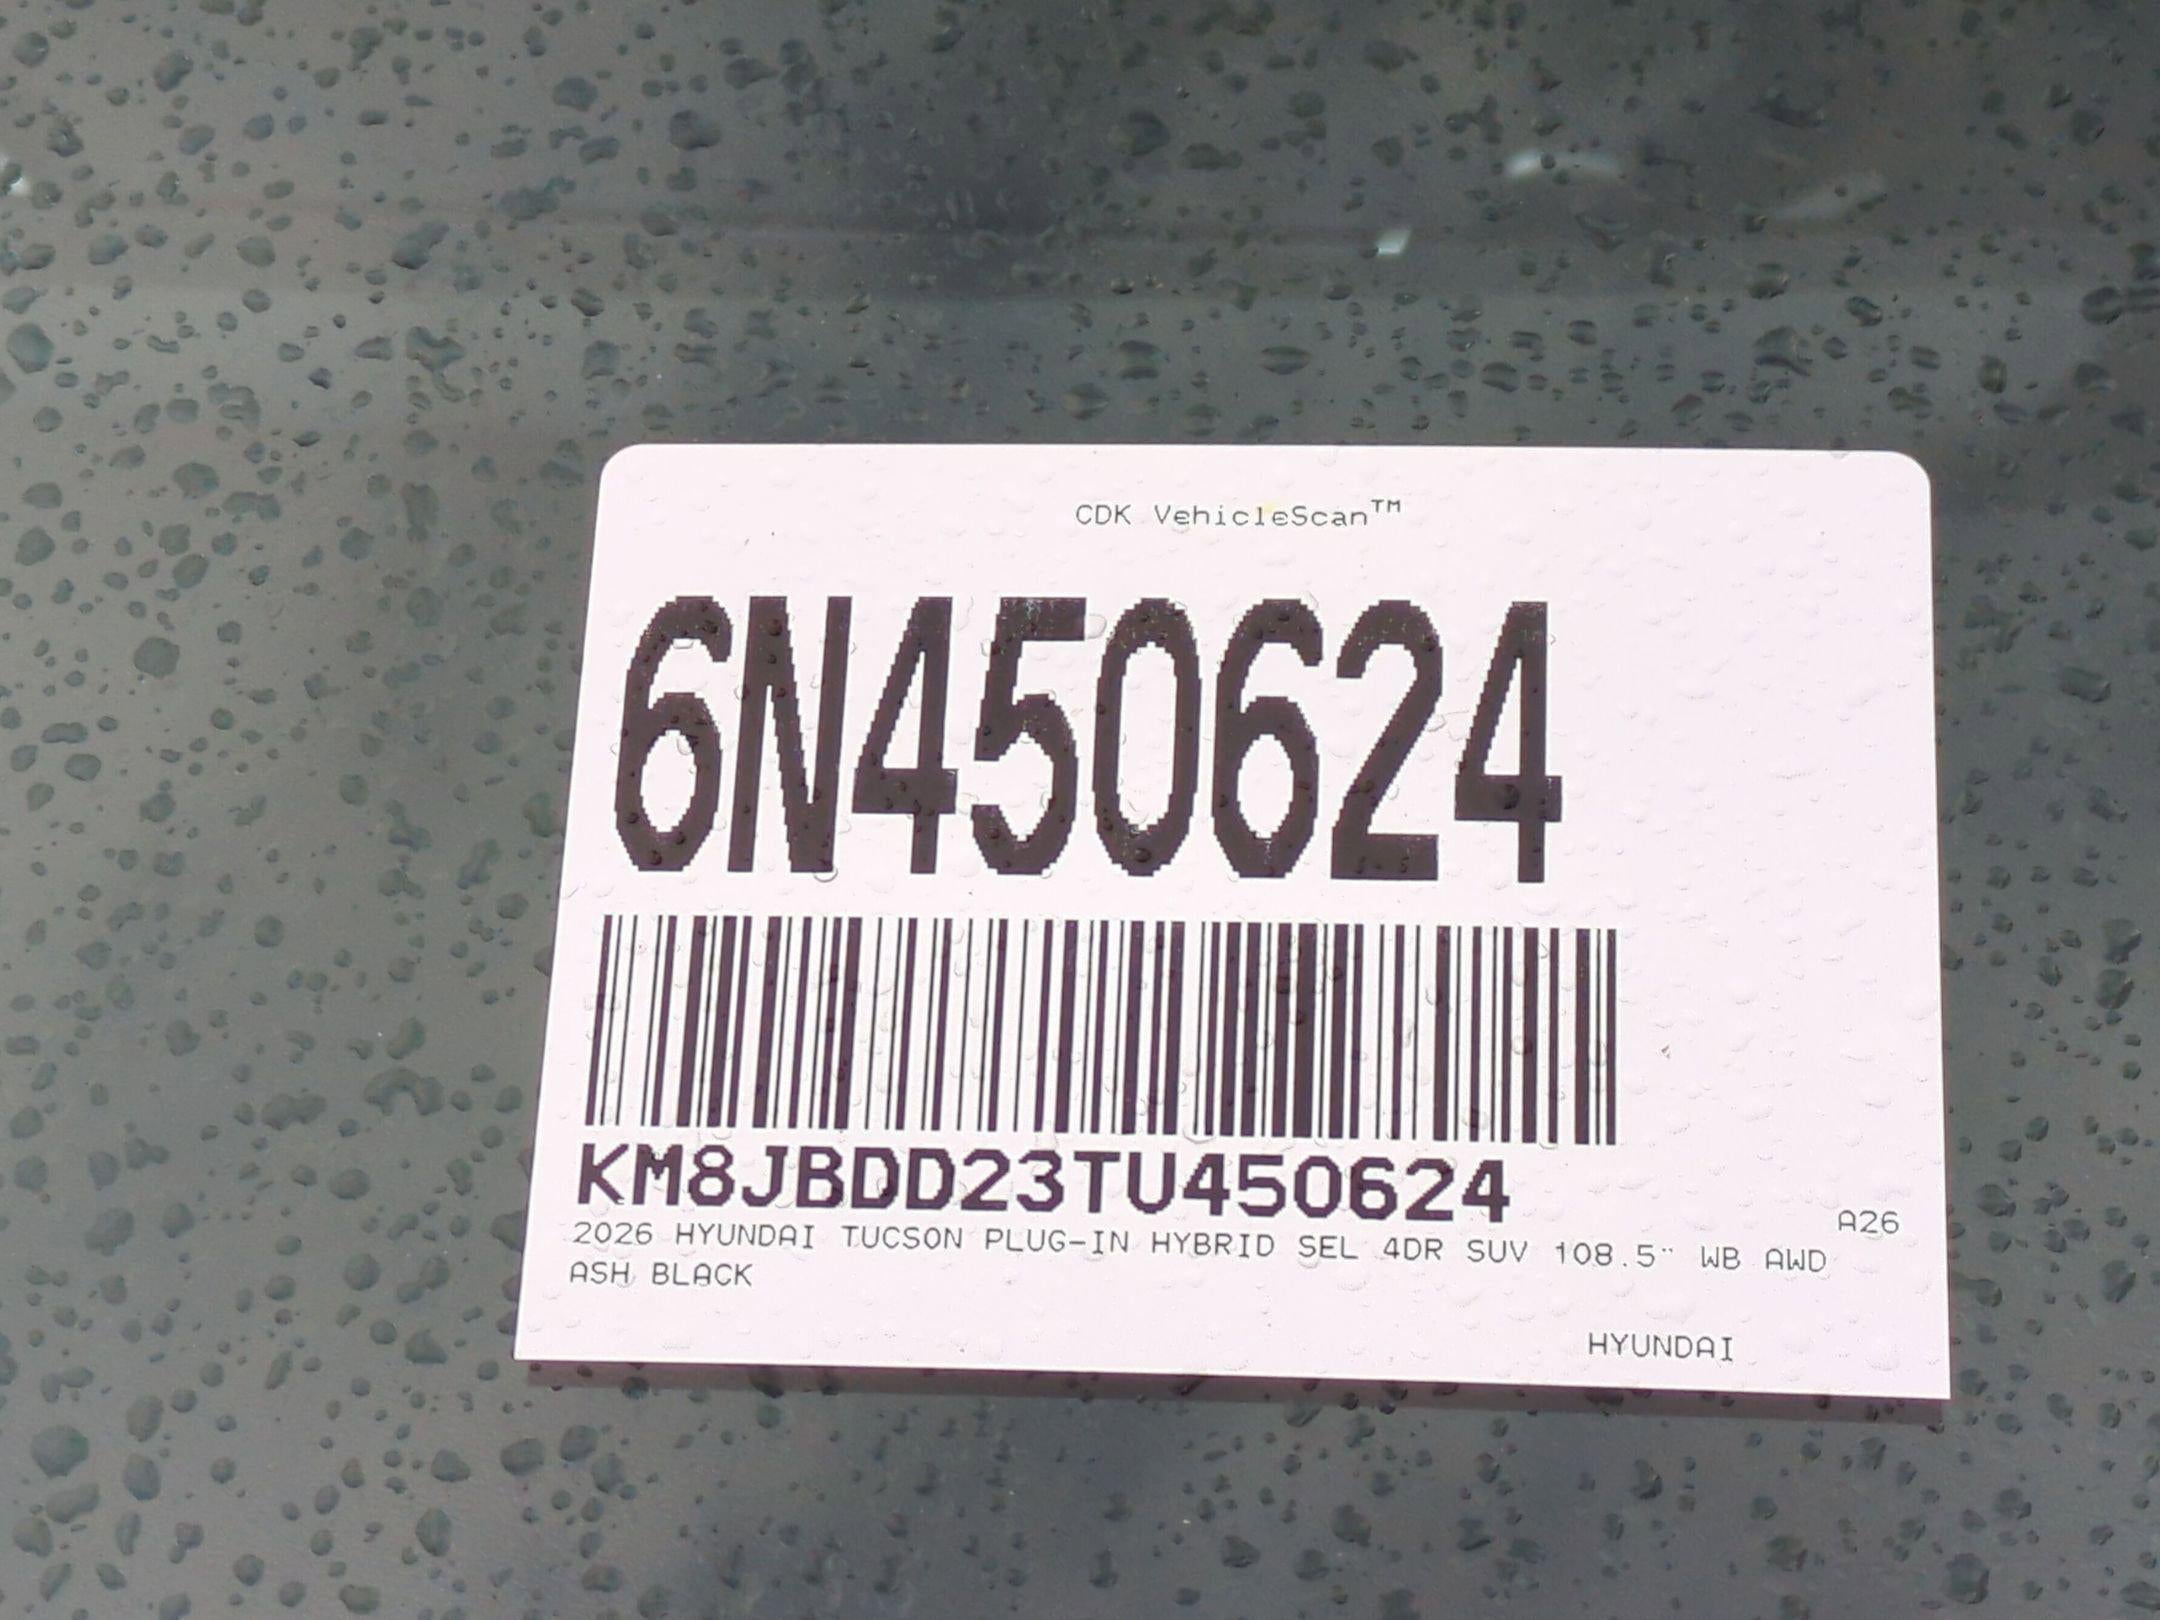 CDK VehicleScan™
6N450624
KM8JBDD23TU450624
A26
2026 HYUNDAI TUCSON PLUG-IN HYBRID SEL 4DR SUV 108.5" WB AWD
ASH BLACK
HYUNDAI